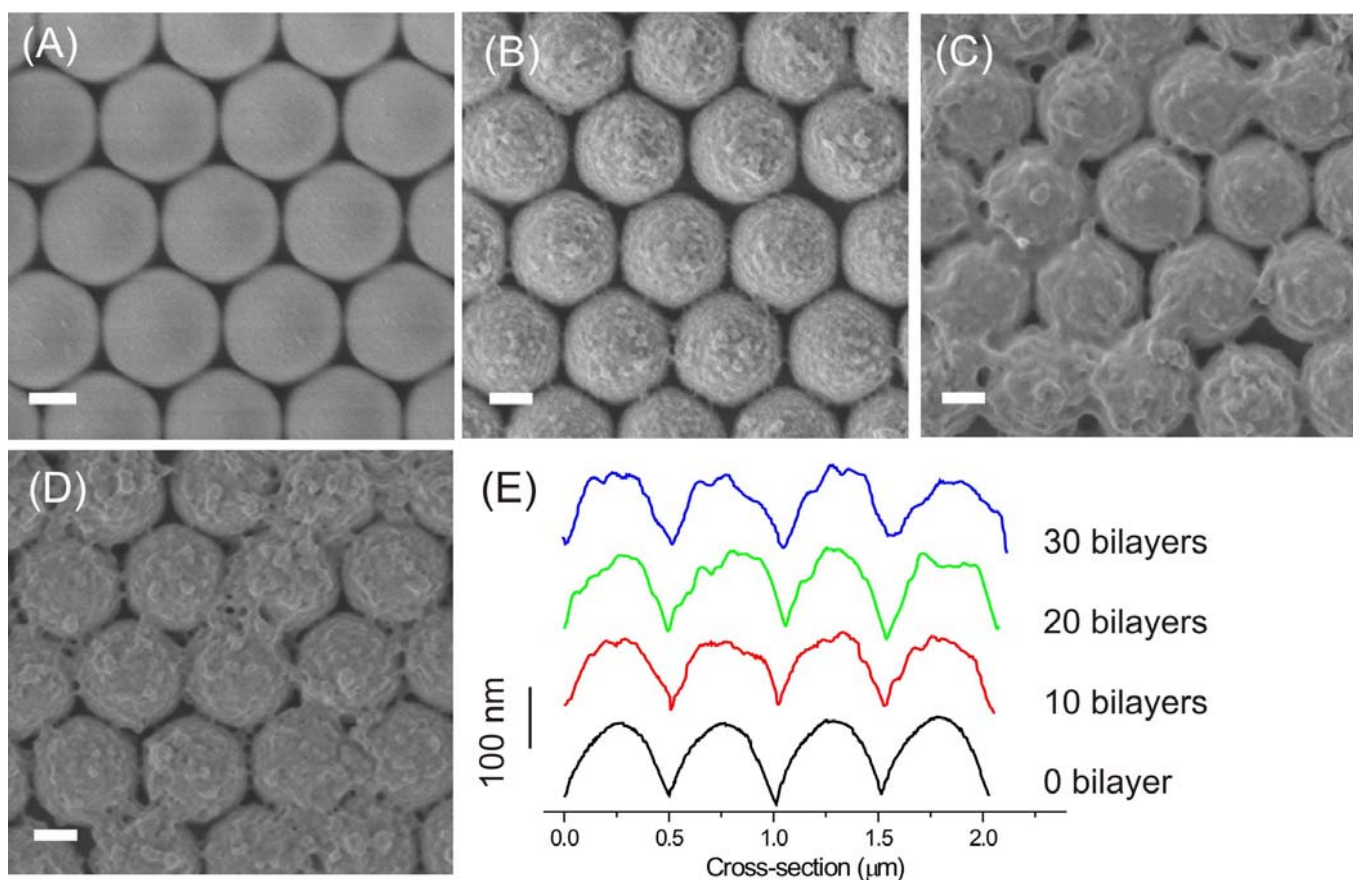 (A)
(B)
(C)
(D)
(E)
30 bilayers
20 bilayers
10 bilayers
0 bilayer
100 nm
0.0 0.5 1.0 1.5 2.0
Cross-section (μm)